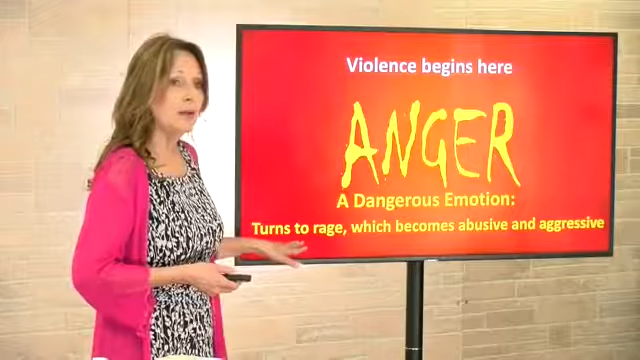 Violence begins here
ANGER
A Dangerous Emotion:
Turns to rage, which becomes abusive and aggressive